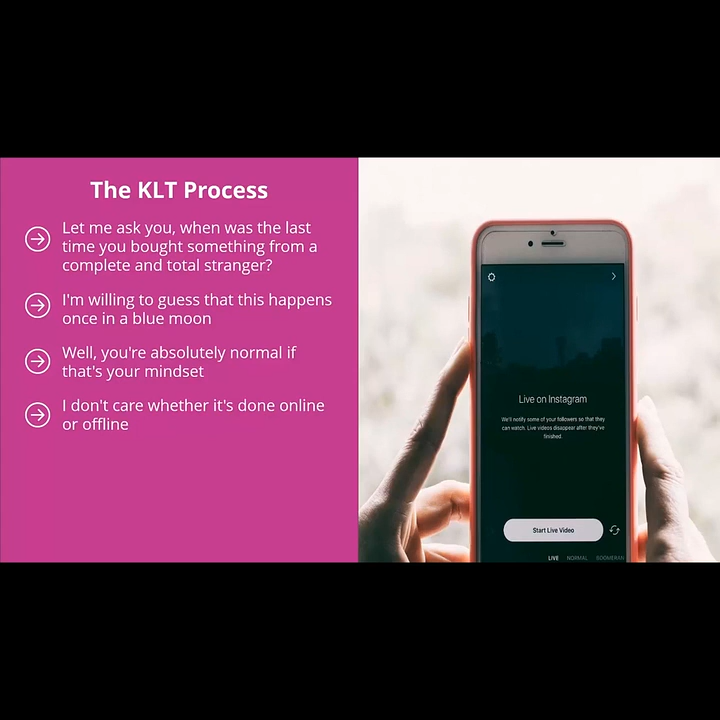 The KLT Process
Let me ask you, when was the last
time you bought something from a
complete and total stranger?
I'm willing to guess that this happens
once in a blue moon
Well, you're absolutely normal if
that's your mindset
I don't care whether it's done online
or offline
Live on Instagram
We'll notify some of your followers so that they
can watch. Live videos disappear after they've
finished.
Start Live Video
LIVE NORMAL BOOMERAN